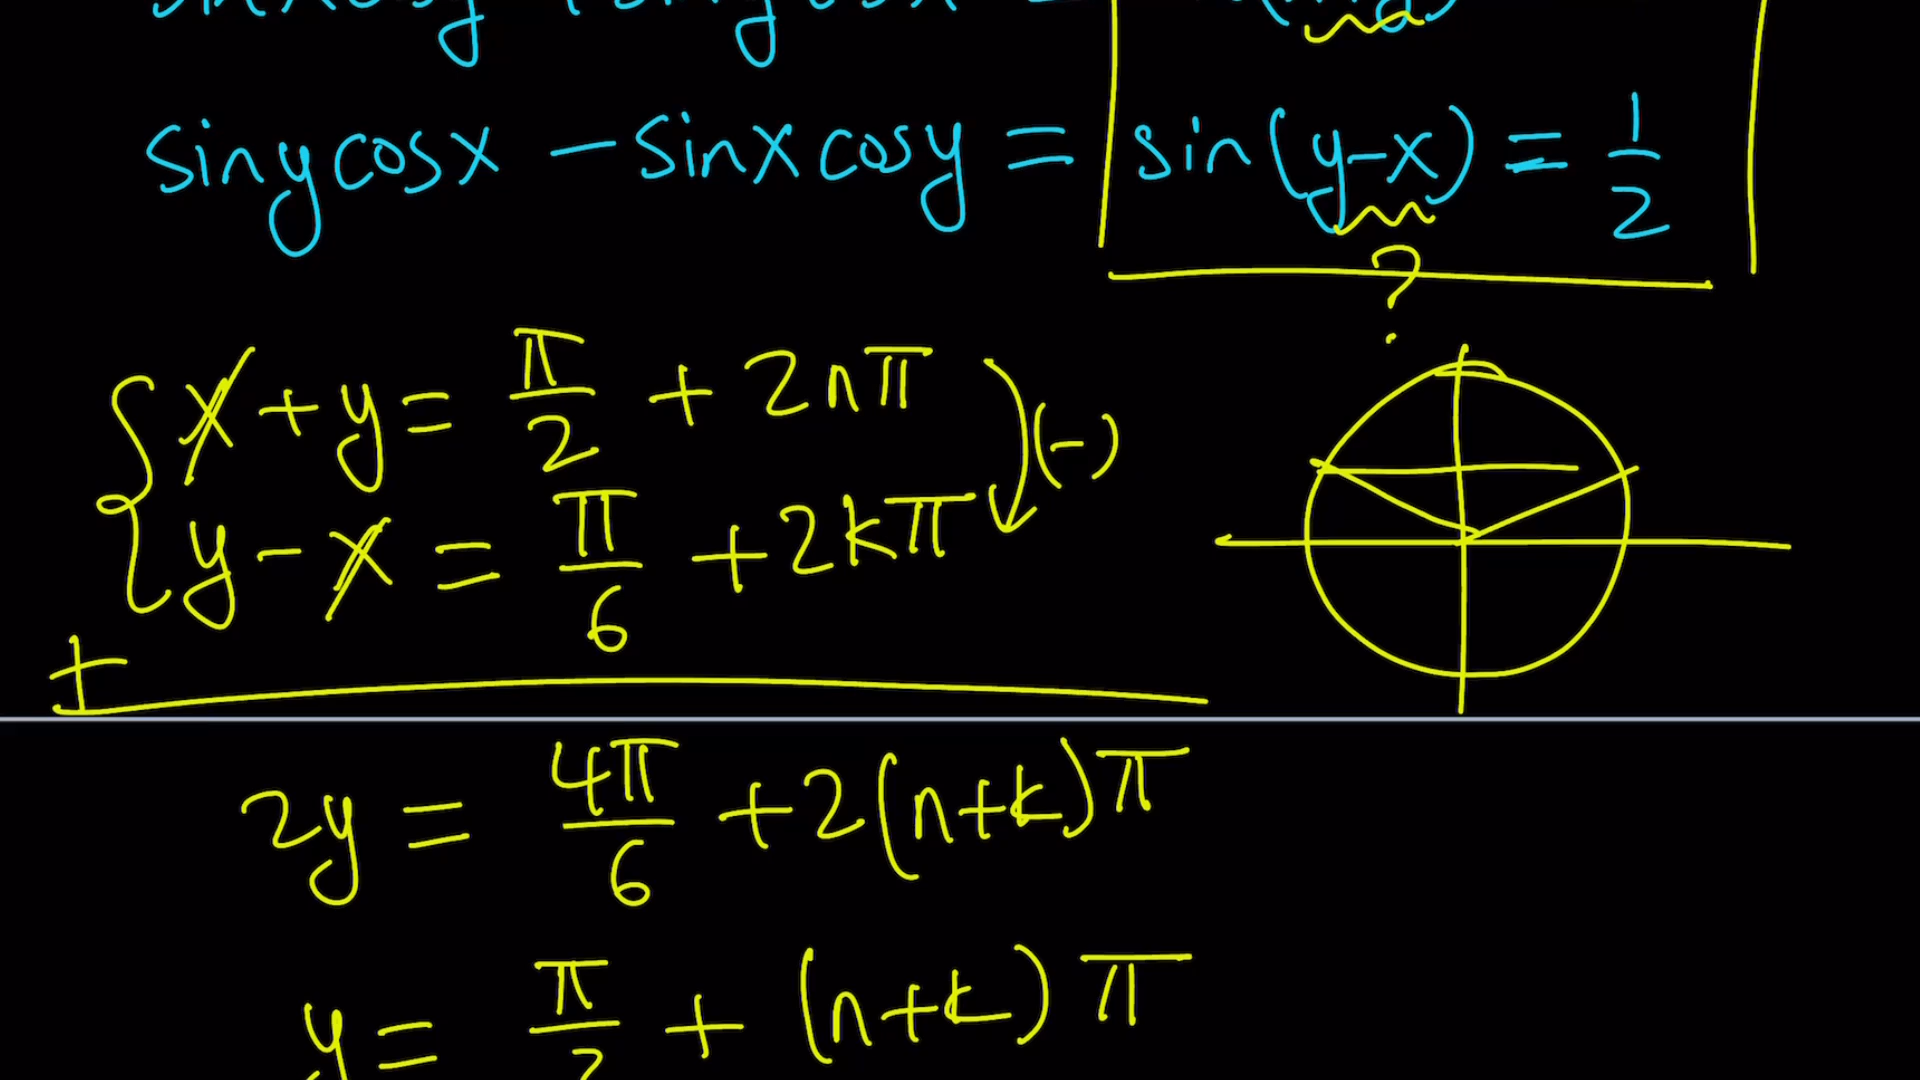 sin y cos x − sin x cos y = sin(y−x) = 1/2
?
x + y = π/2 + 2nπ
(−)
y − x = π/6 + 2kπ
+
2y = 4π/6 + 2(n+k)π
y = π/ + (n+k)π